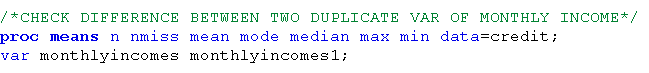 /*CHECK DIFFERENCE BETWEEN TWO DUPLICATE VAR OF MONTHLY INCOME*/
proc means n nmiss mean mode median max min data=credit;
var monthlyincomes monthlyincomes1;